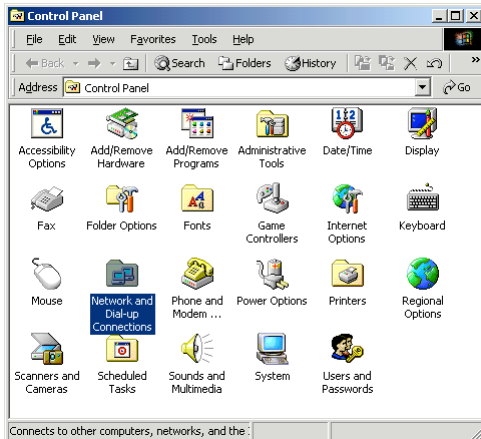 Control Panel
File Edit View Favorites Tools Help
Back Search Folders History »
Address Control Panel Go
Accessibility Options
Add/Remove Hardware
Add/Remove Programs
Administrative Tools
Date/Time
Display
Fax
Folder Options
Fonts
Game Controllers
Internet Options
Keyboard
Mouse
Network and Dial-up Connections
Phone and Modem ...
Power Options
Printers
Regional Options
Scanners and Cameras
Scheduled Tasks
Sounds and Multimedia
System
Users and Passwords
Connects to other computers, networks, and the